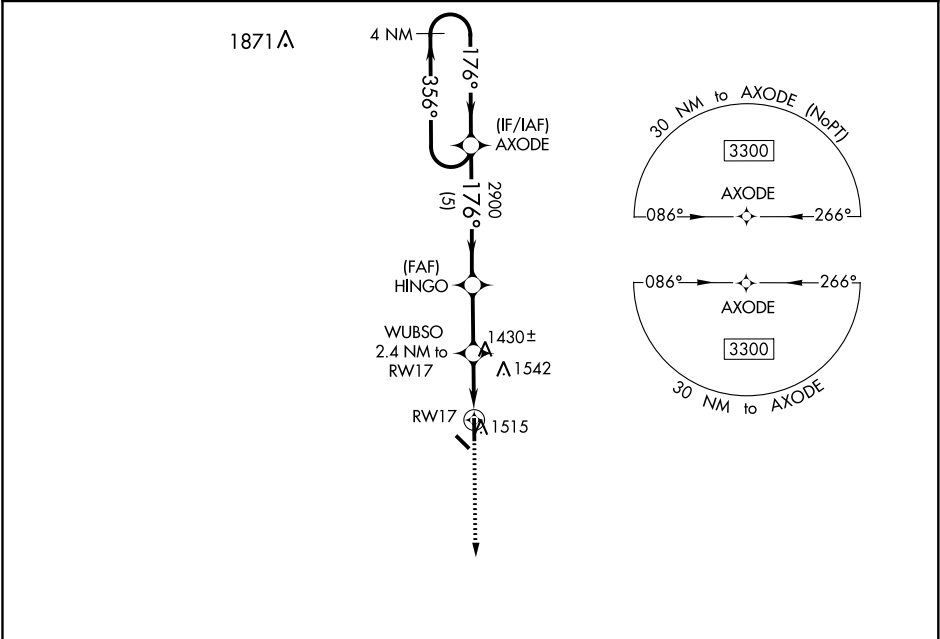 1871
4 NM
176°
356°
(IF/IAF)
AXODE
2900
176°
(5)
(FAF)
HINGO
WUBSO
2.4 NM to
RW17
1430±
1542
RW17
1515
30 NM to AXODE (NoPT)
3300
AXODE
086°
266°
086°
266°
AXODE
3300
30 NM to AXODE